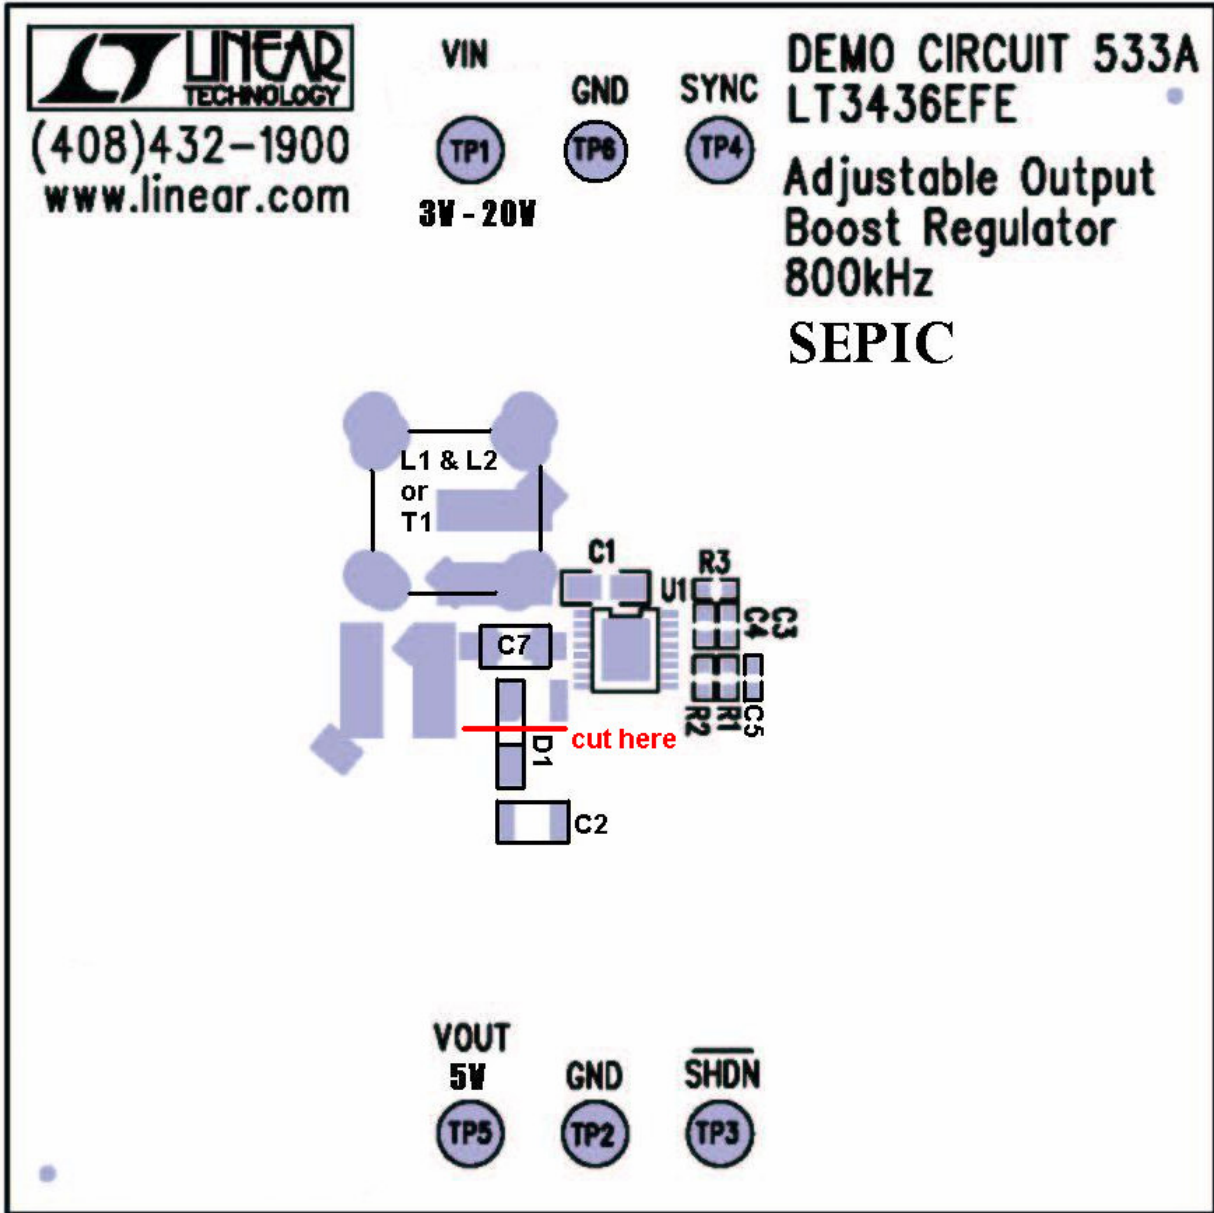 LINEAR
TECHNOLOGY
(408)432-1900
www.linear.com
VIN
TP1
3V - 20V
GND
TP6
SYNC
TP4
DEMO CIRCUIT 533A
LT3436EFE
Adjustable Output
Boost Regulator
800kHz
SEPIC
L1 & L2
or
T1
C1
U1
R3
C4
C3
C7
R2
R1
C5
cut here
D1
C2
VOUT
5V
TP5
GND
TP2
SHDN
TP3